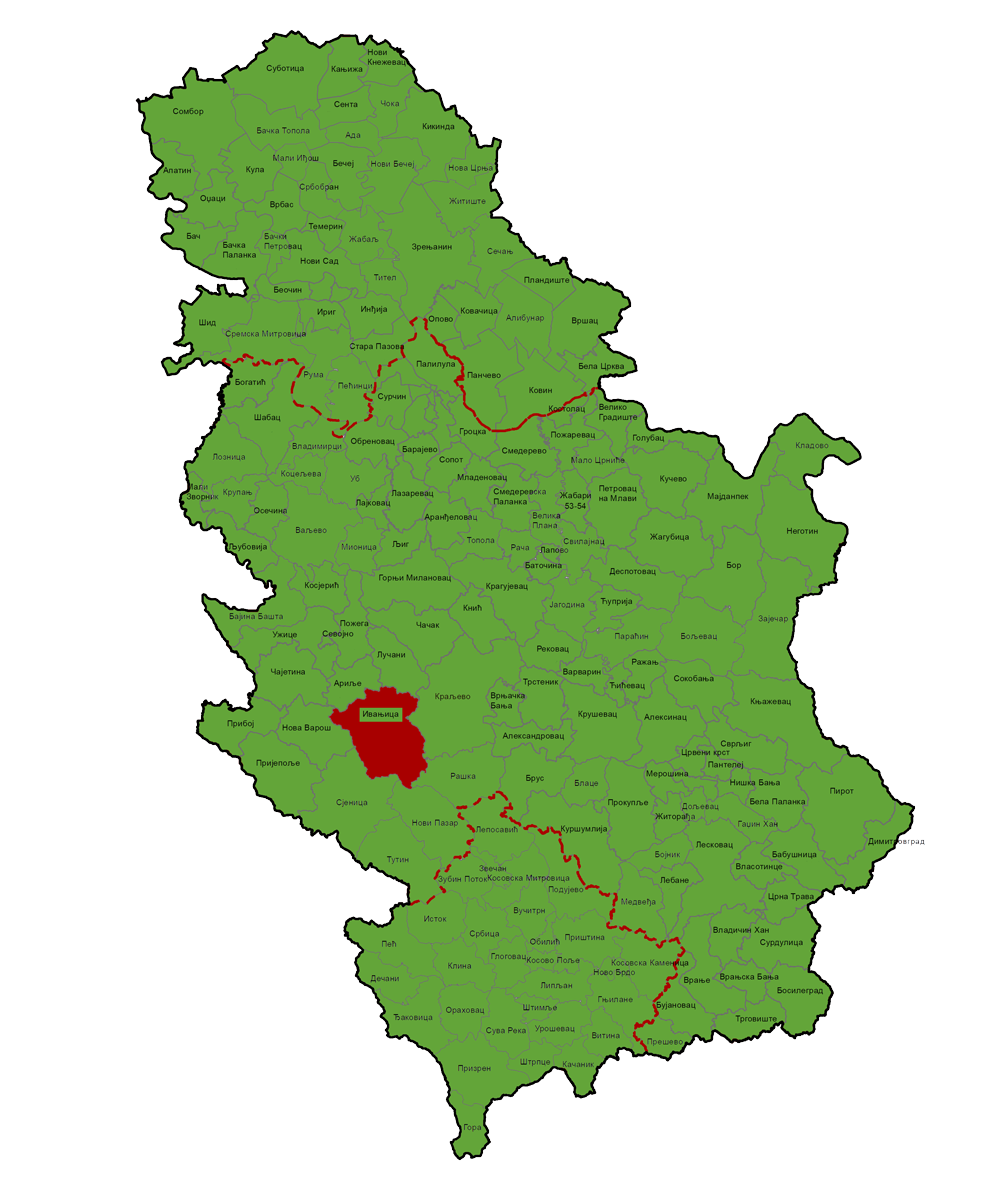 Нови
Кнежевац
Суботица
Кањижа
Сента
Чока
Сомбор
Кикинда
Бачка Топола
Ада
Мали Иђош
Бечеј
Нови Бечеј
Нова Црња
Апатин
Кула
Србобран
Оџаци
Врбас
Житиште
Темерин
Бач
Бачка
Паланка
Бачки
Петровац
Жабаљ
Зрењанин
Сечањ
Нови Сад
Тител
Пландиште
Беочин
Ириг
Инђија
Опово
Ковачица
Алибунар
Вршац
Шид
Сремска Митровица
Стара Пазова
Палилула
Панчево
Бела Црква
Рума
Пећинци
Богатић
Сурчин
Ковин
Костолац
Велико
Градиште
Шабац
Гроцка
Пожаревац
Голубац
Кладово
Владимирци
Обреновац
Барајево
Сопот
Смедерево
Мало Црниће
Лозница
Коцељева
Уб
Младеновац
Кучево
Мали
Зворник
Крупањ
Лазаревац
Смедеревска
Паланка
Жабари
53-54
Петровац
на Млави
Мајданпек
Осечина
Лајковац
Аранђеловац
Велика
Плана
Ваљево
Неготин
Љубовија
Мионица
Љиг
Топола
Рача
Лапово
Свилајнац
Жагубица
Баточина
Деспотовац
Бор
Косјерић
Горњи Милановац
Крагујевац
Бајина Башта
Кнић
Јагодина
Ћуприја
Зајечар
Ужице
Пожега
Севојно
Чачак
Параћин
Бољевац
Лучани
Рековац
Ражањ
Чајетина
Ариље
Трстеник
Варварин
Ћићевац
Сокобања
Краљево
Врњачка
Бања
Књажевац
Ивањица
Прибој
Нова Варош
Крушевац
Алексинац
Александровац
Сврљиг
Црвени крст
Пантелеј
Пријепоље
Рашка
Брус
Блаце
Мерошина
Нишка Бања
Пирот
Сјеница
Прокупље
Дољевац
Бела Паланка
Житорађа
Гаџин Хан
Нови Пазар
Лепосавић
Куршумлија
Лесковац
Димитровград
Тутин
Бојник
Бабушница
Власотинце
Звечан
Зубин Поток
Косовска Митровица
Подујево
Лебане
Медвеђа
Црна Трава
Исток
Вучитрн
Владичин Хан
Пећ
Србица
Обилић
Приштина
Сурдулица
Глоговац
Косово Поље
Клина
Косовска Каменица
Ново Брдо
Дечани
Липљан
Врање
Врањска Бања
Босилеград
Гњилане
Бујановац
Ђаковица
Ораховац
Штимље
Трговиште
Сува Река
Урошевац
Витина
Прешево
Призрен
Штрпце
Качаник
Гора